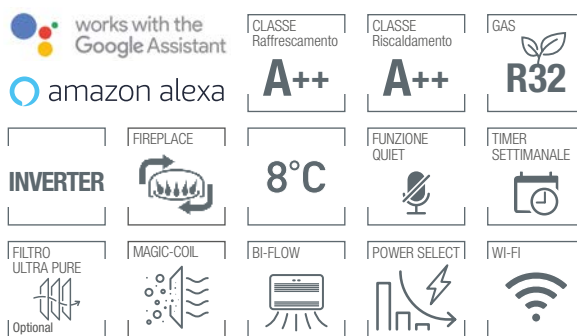 works with the
Google Assistant
amazon alexa
CLASSE
Raffrescamento
A++
CLASSE
Riscaldamento
A++
GAS
R32
INVERTER
FIREPLACE
8°C
FUNZIONE
QUIET
TIMER
SETTIMANALE
FILTRO
ULTRA PURE
Optional
MAGIC-COIL
BI-FLOW
POWER SELECT
WI-FI